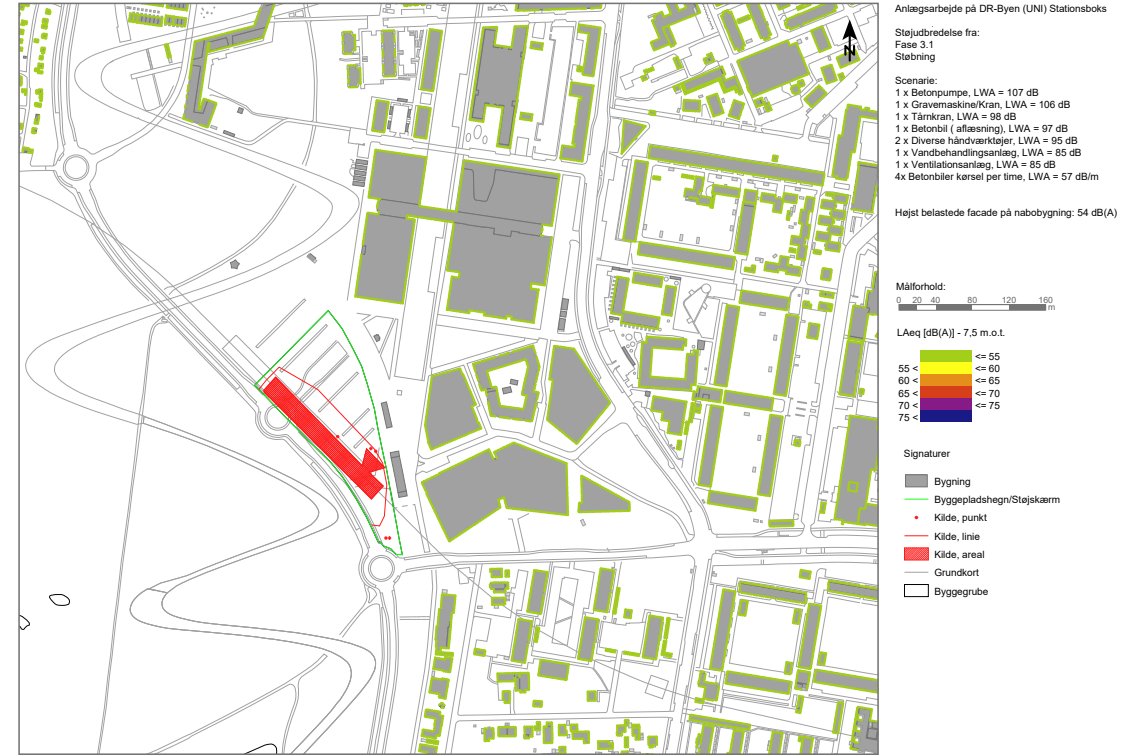 Anlægsarbejde på DR-Byen (UNI) Stationsboks
Støjudbredelse fra:
Fase 3.1
Støbning
Scenarie:
1 x Betonpumpe, LWA = 107 dB
1 x Gravemaskine/Kran, LWA = 106 dB
1 x Tårnkran, LWA = 98 dB
1 x Betonbil ( aflæsning), LWA = 97 dB
2 x Diverse håndværktøjer, LWA = 95 dB
1 x Vandbehandlingsanlæg, LWA = 85 dB
1 x Ventilationsanlæg, LWA = 85 dB
4x Betonbiler kørsel per time, LWA = 57 dB/m
Højst belastede facade på nabobygning: 54 dB(A)
N
Målforhold:
0 20 40 80 120 160
m
LAeq [dB(A)] - 7,5 m.o.t.
<= 55
55 < <= 60
60 < <= 65
65 < <= 70
70 < <= 75
75 <
Signaturer
Bygning
Byggepladshegn/Støjskærm
Kilde, punkt
Kilde, linie
Kilde, areal
Grundkort
Byggegrube